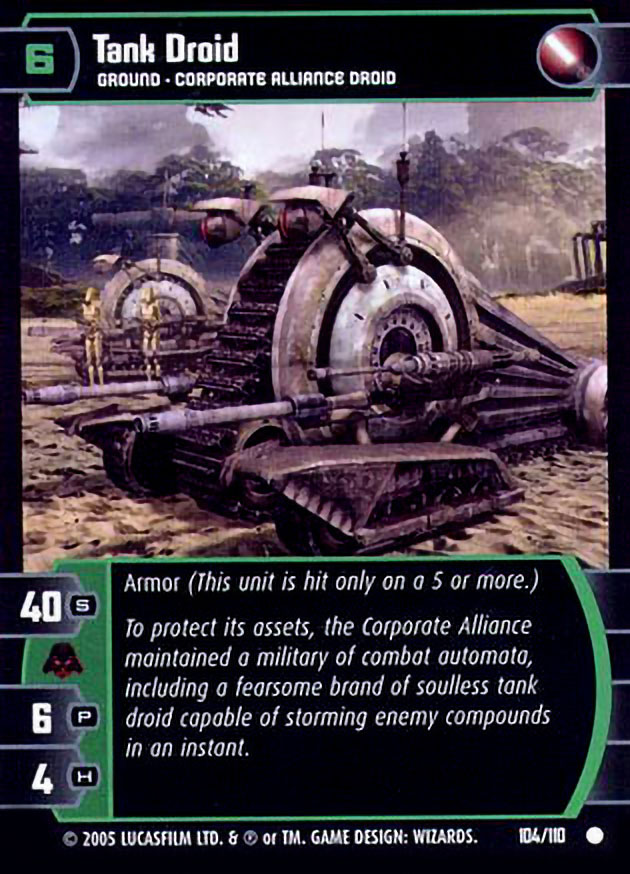 6
Tank Droid
GROUND · CORPORATE ALLIANCE DROID
Armor (This unit is hit only on a 5 or more.)
To protect its assets, the Corporate Alliance
maintained a military of combat automata,
including a fearsome brand of soulless tank
droid capable of storming enemy compounds
in an instant.
40 S
6 P
4 H
© 2005 LUCASFILM LTD. & ® or TM. GAME DESIGN: WIZARDS. 104/110